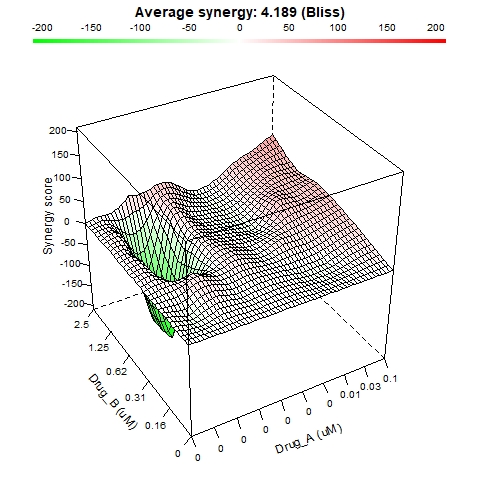 Average synergy: 4.189 (Bliss)
-200 -150 -100 -50 0 50 100 150 200
200
150
100
50
0
-50
-100
-150
-200
Synergy score
2.5
1.25
0.62
0.31
0.16
0
Drug_B (uM)
0 0 0 0 0 0 0 0.01 0.03 0.1
Drug_A (uM)